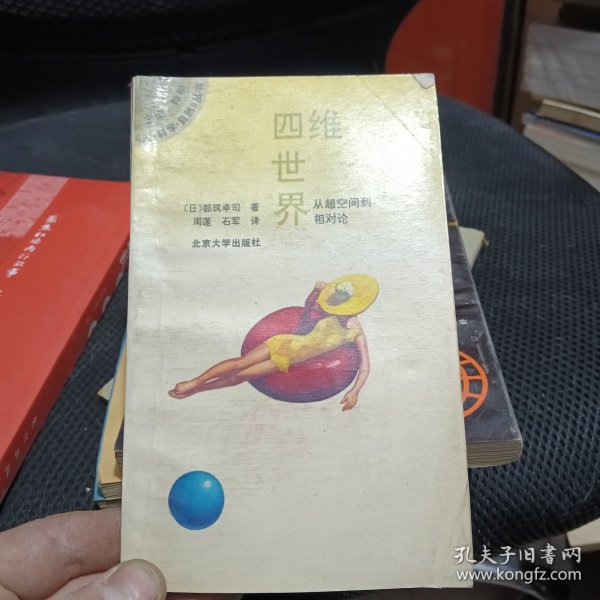 四维
世
界
从超空间到
相对论
〔日〕都筑卓司 著
周莲 石军 译
北京大学出版社
孔夫子旧书网
www.kongfz.com